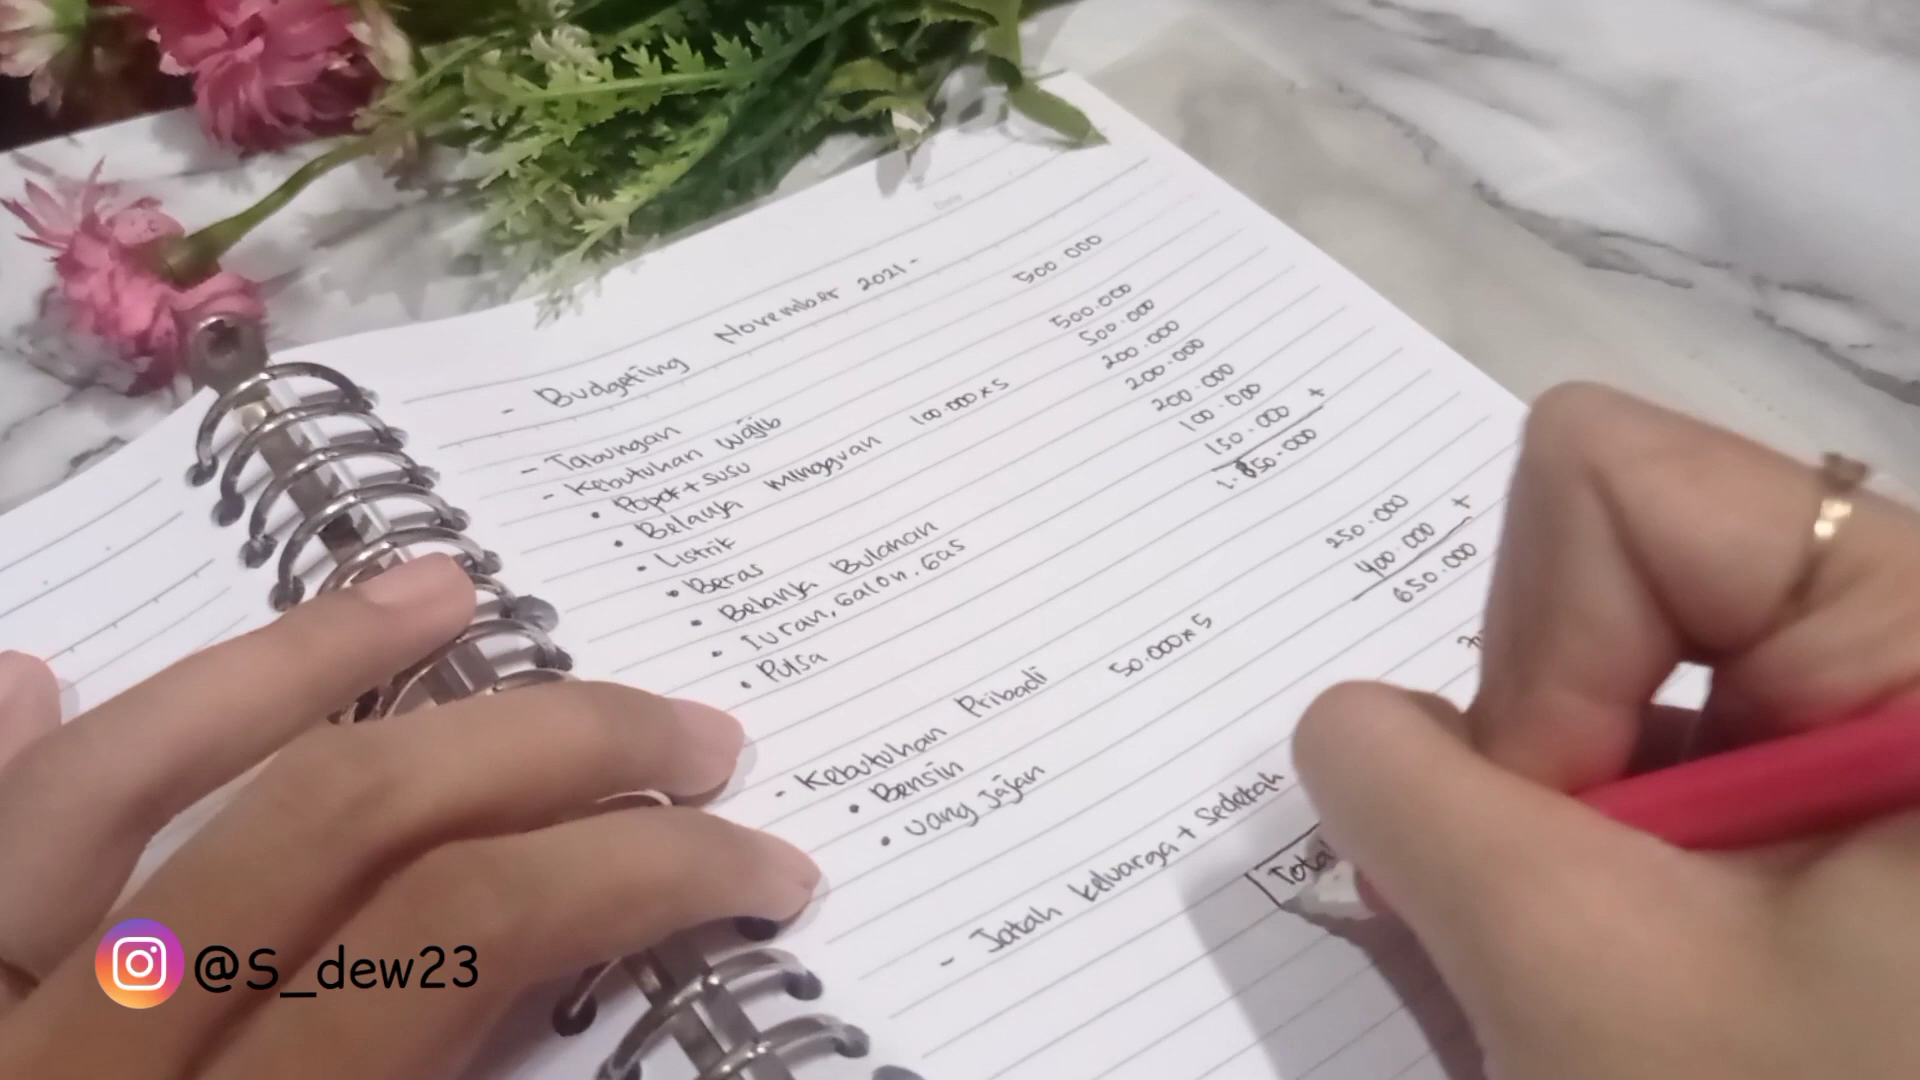 Date
- Budgeting November 2021 -
- Tabungan 500 000
- Kebutuhan Wajib
• Popok + susu 500.000
• Belanja mingguan 100.000 x 5 500.000
• Listrik 200.000
• Beras 200.000
• Belanja Bulanan 200.000
• Iuran, Galon, Gas 100.000
• Pulsa 150.000 +
1.850.000
- Kebutuhan Pribadi
• Bensin 50.000 x 5 250.000
• Uang Jajan 400.000 +
650.000
- Jatah keluarga + Sedekah
Total
@S_dew23